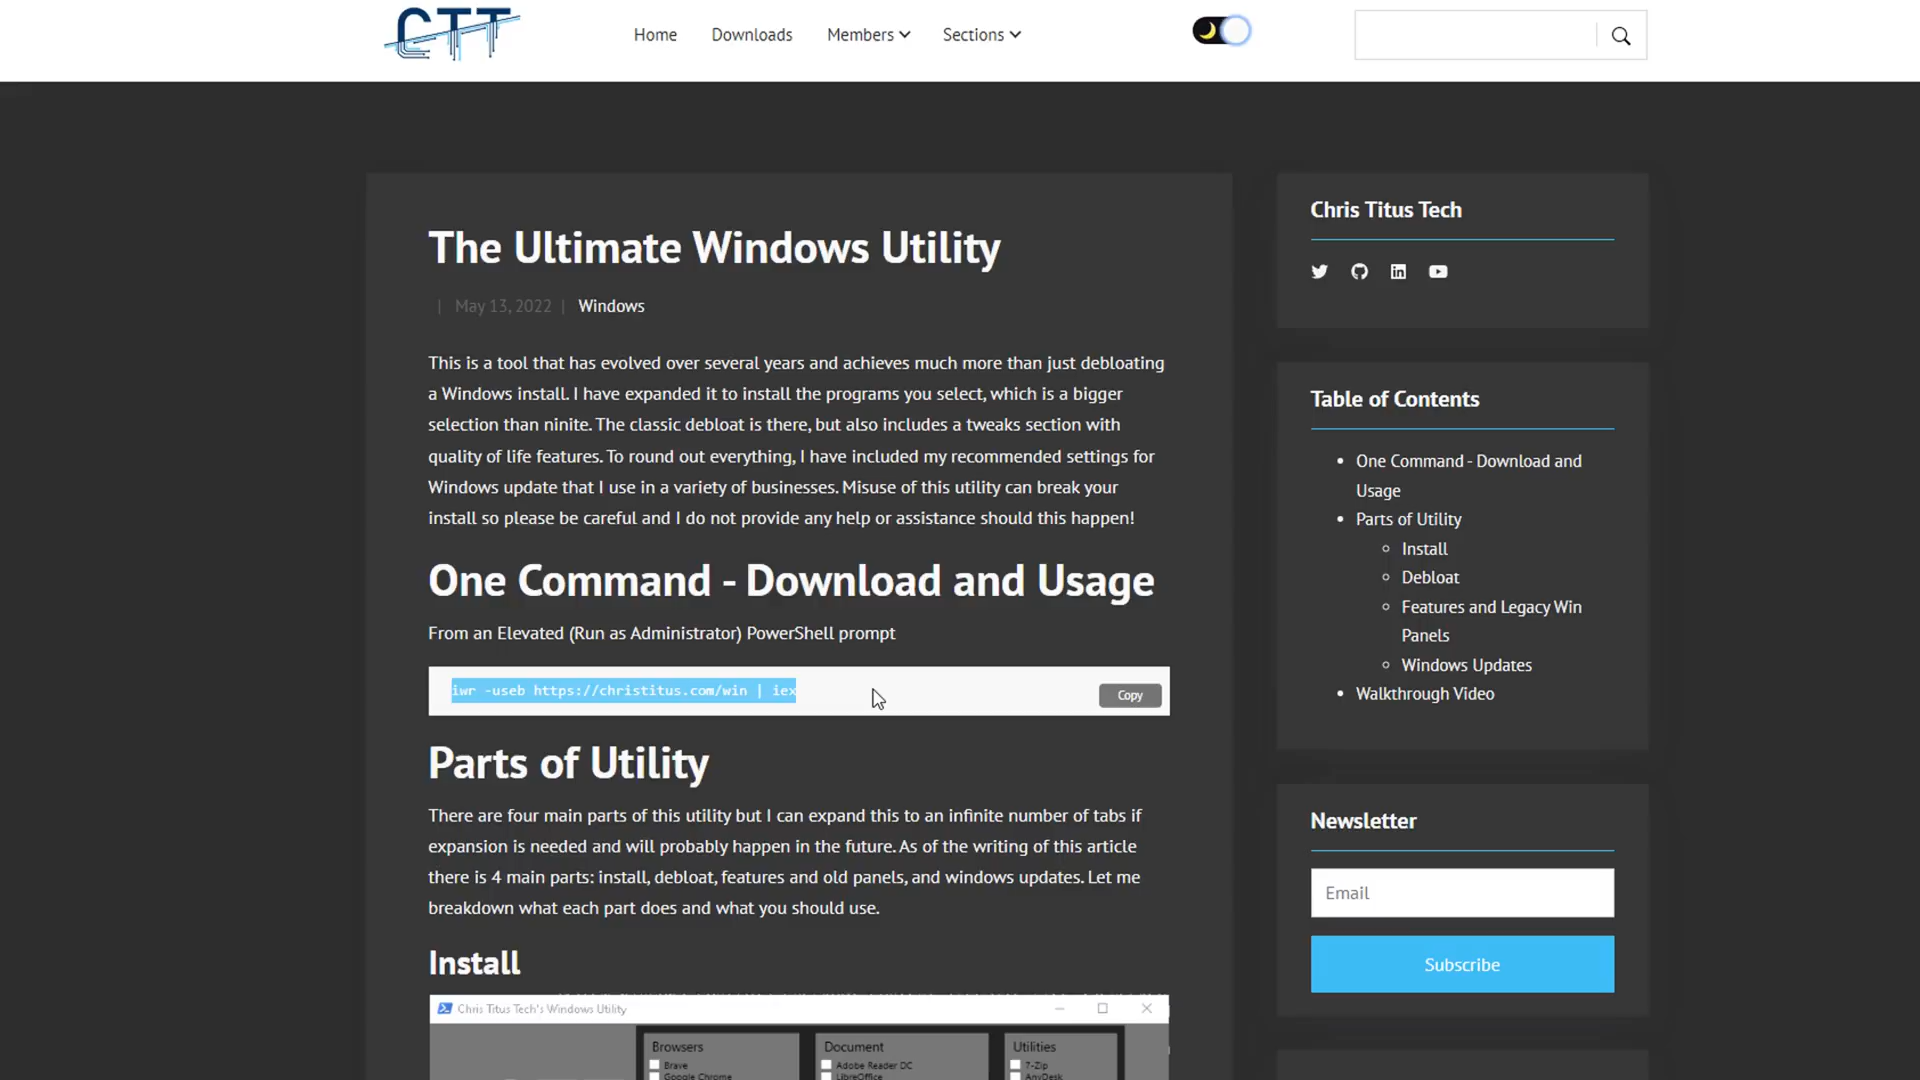 CTT
Home
Downloads
Members
Sections
The Ultimate Windows Utility
| May 13, 2022 | Windows
This is a tool that has evolved over several years and achieves much more than just debloating
a Windows install. I have expanded it to install the programs you select, which is a bigger
selection than ninite. The classic debloat is there, but also includes a tweaks section with
quality of life features. To round out everything, I have included my recommended settings for
Windows update that I use in a variety of businesses. Misuse of this utility can break your
install so please be careful and I do not provide any help or assistance should this happen!
One Command - Download and Usage
From an Elevated (Run as Administrator) PowerShell prompt
iwr -useb https://christitus.com/win | iex
Copy
Parts of Utility
There are four main parts of this utility but I can expand this to an infinite number of tabs if
expansion is needed and will probably happen in the future. As of the writing of this article
there is 4 main parts: install, debloat, features and old panels, and windows updates. Let me
breakdown what each part does and what you should use.
Install
Chris Titus Tech's Windows Utility
Browsers
Brave
Google Chrome
Document
Adobe Reader DC
LibreOffice
Utilities
7-Zip
AnyDesk
Chris Titus Tech
Table of Contents
One Command - Download and
Usage
Parts of Utility
Install
Debloat
Features and Legacy Win
Panels
Windows Updates
Walkthrough Video
Newsletter
Email
Subscribe